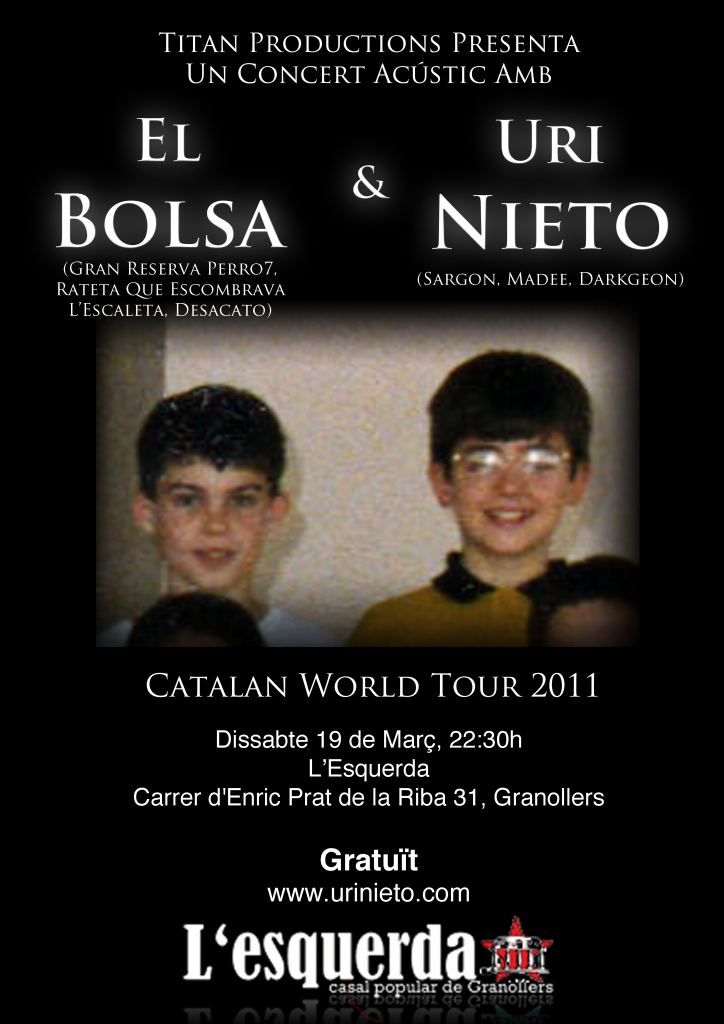 Titan Productions Presenta
Un Concert Acústic Amb
El
Bolsa
(Gran Reserva Perro7,
Rateta Que Escombrava
L'Escaleta, Desacato)
&
Uri
Nieto
(Sargon, Madee, Darkgeon)
Catalan World Tour 2011
Dissabte 19 de Març, 22:30h
L'Esquerda
Carrer d'Enric Prat de la Riba 31, Granollers
Gratuït
www.urinieto.com
L'esquerda
casal popular de Granollers